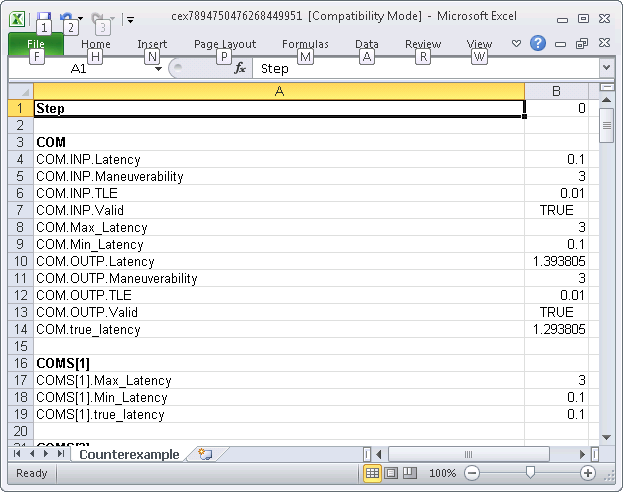 cex7894750476268449951 [Compatibility Mode] - Microsoft Excel
1 2 3
File Home Insert Page Layout Formulas Data Review View
F H N P M A R W
A1 fx Step
A B
1 Step 0
2
3 COM
4 COM.INP.Latency 0.1
5 COM.INP.Maneuverability 3
6 COM.INP.TLE 0.01
7 COM.INP.Valid TRUE
8 COM.Max_Latency 3
9 COM.Min_Latency 0.1
10 COM.OUTP.Latency 1.393805
11 COM.OUTP.Maneuverability 3
12 COM.OUTP.TLE 0.01
13 COM.OUTP.Valid TRUE
14 COM.true_latency 1.293805
15
16 COMS[1]
17 COMS[1].Max_Latency 3
18 COMS[1].Min_Latency 0.1
19 COMS[1].true_latency 0.1
20
Counterexample
Ready 100%